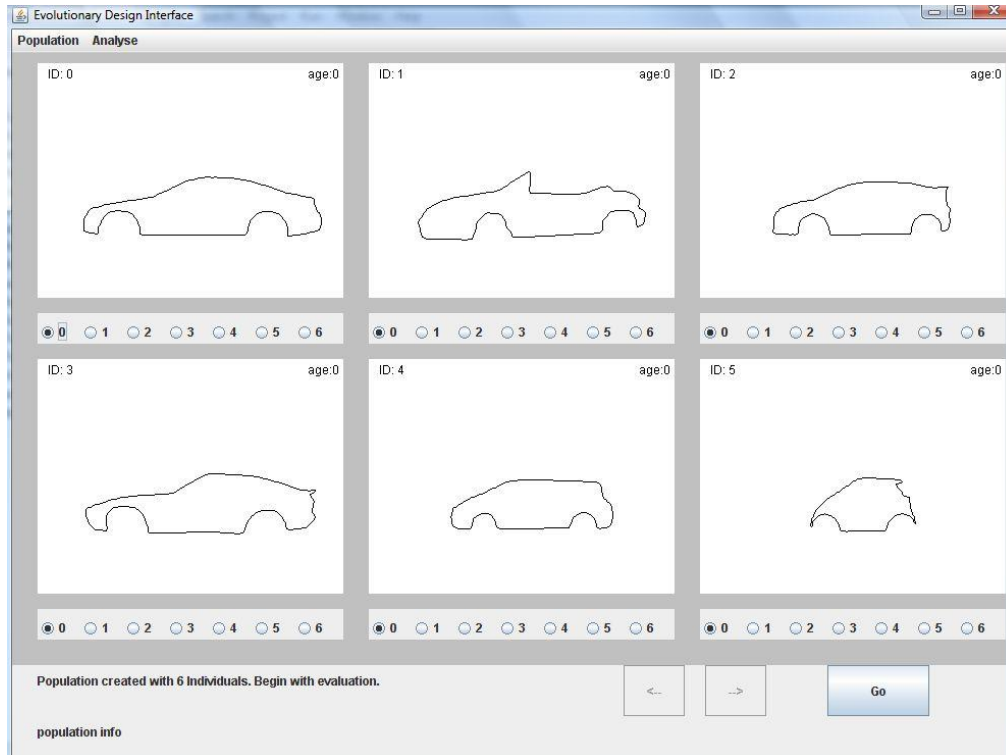 Evolutionary Design Interface
Population Analyse
ID: 0 age:0
ID: 1 age:0
ID: 2 age:0
0 1 2 3 4 5 6
0 1 2 3 4 5 6
0 1 2 3 4 5 6
ID: 3 age:0
ID: 4 age:0
ID: 5 age:0
0 1 2 3 4 5 6
0 1 2 3 4 5 6
0 1 2 3 4 5 6
Population created with 6 Individuals. Begin with evaluation.
<--
-->
Go
population info